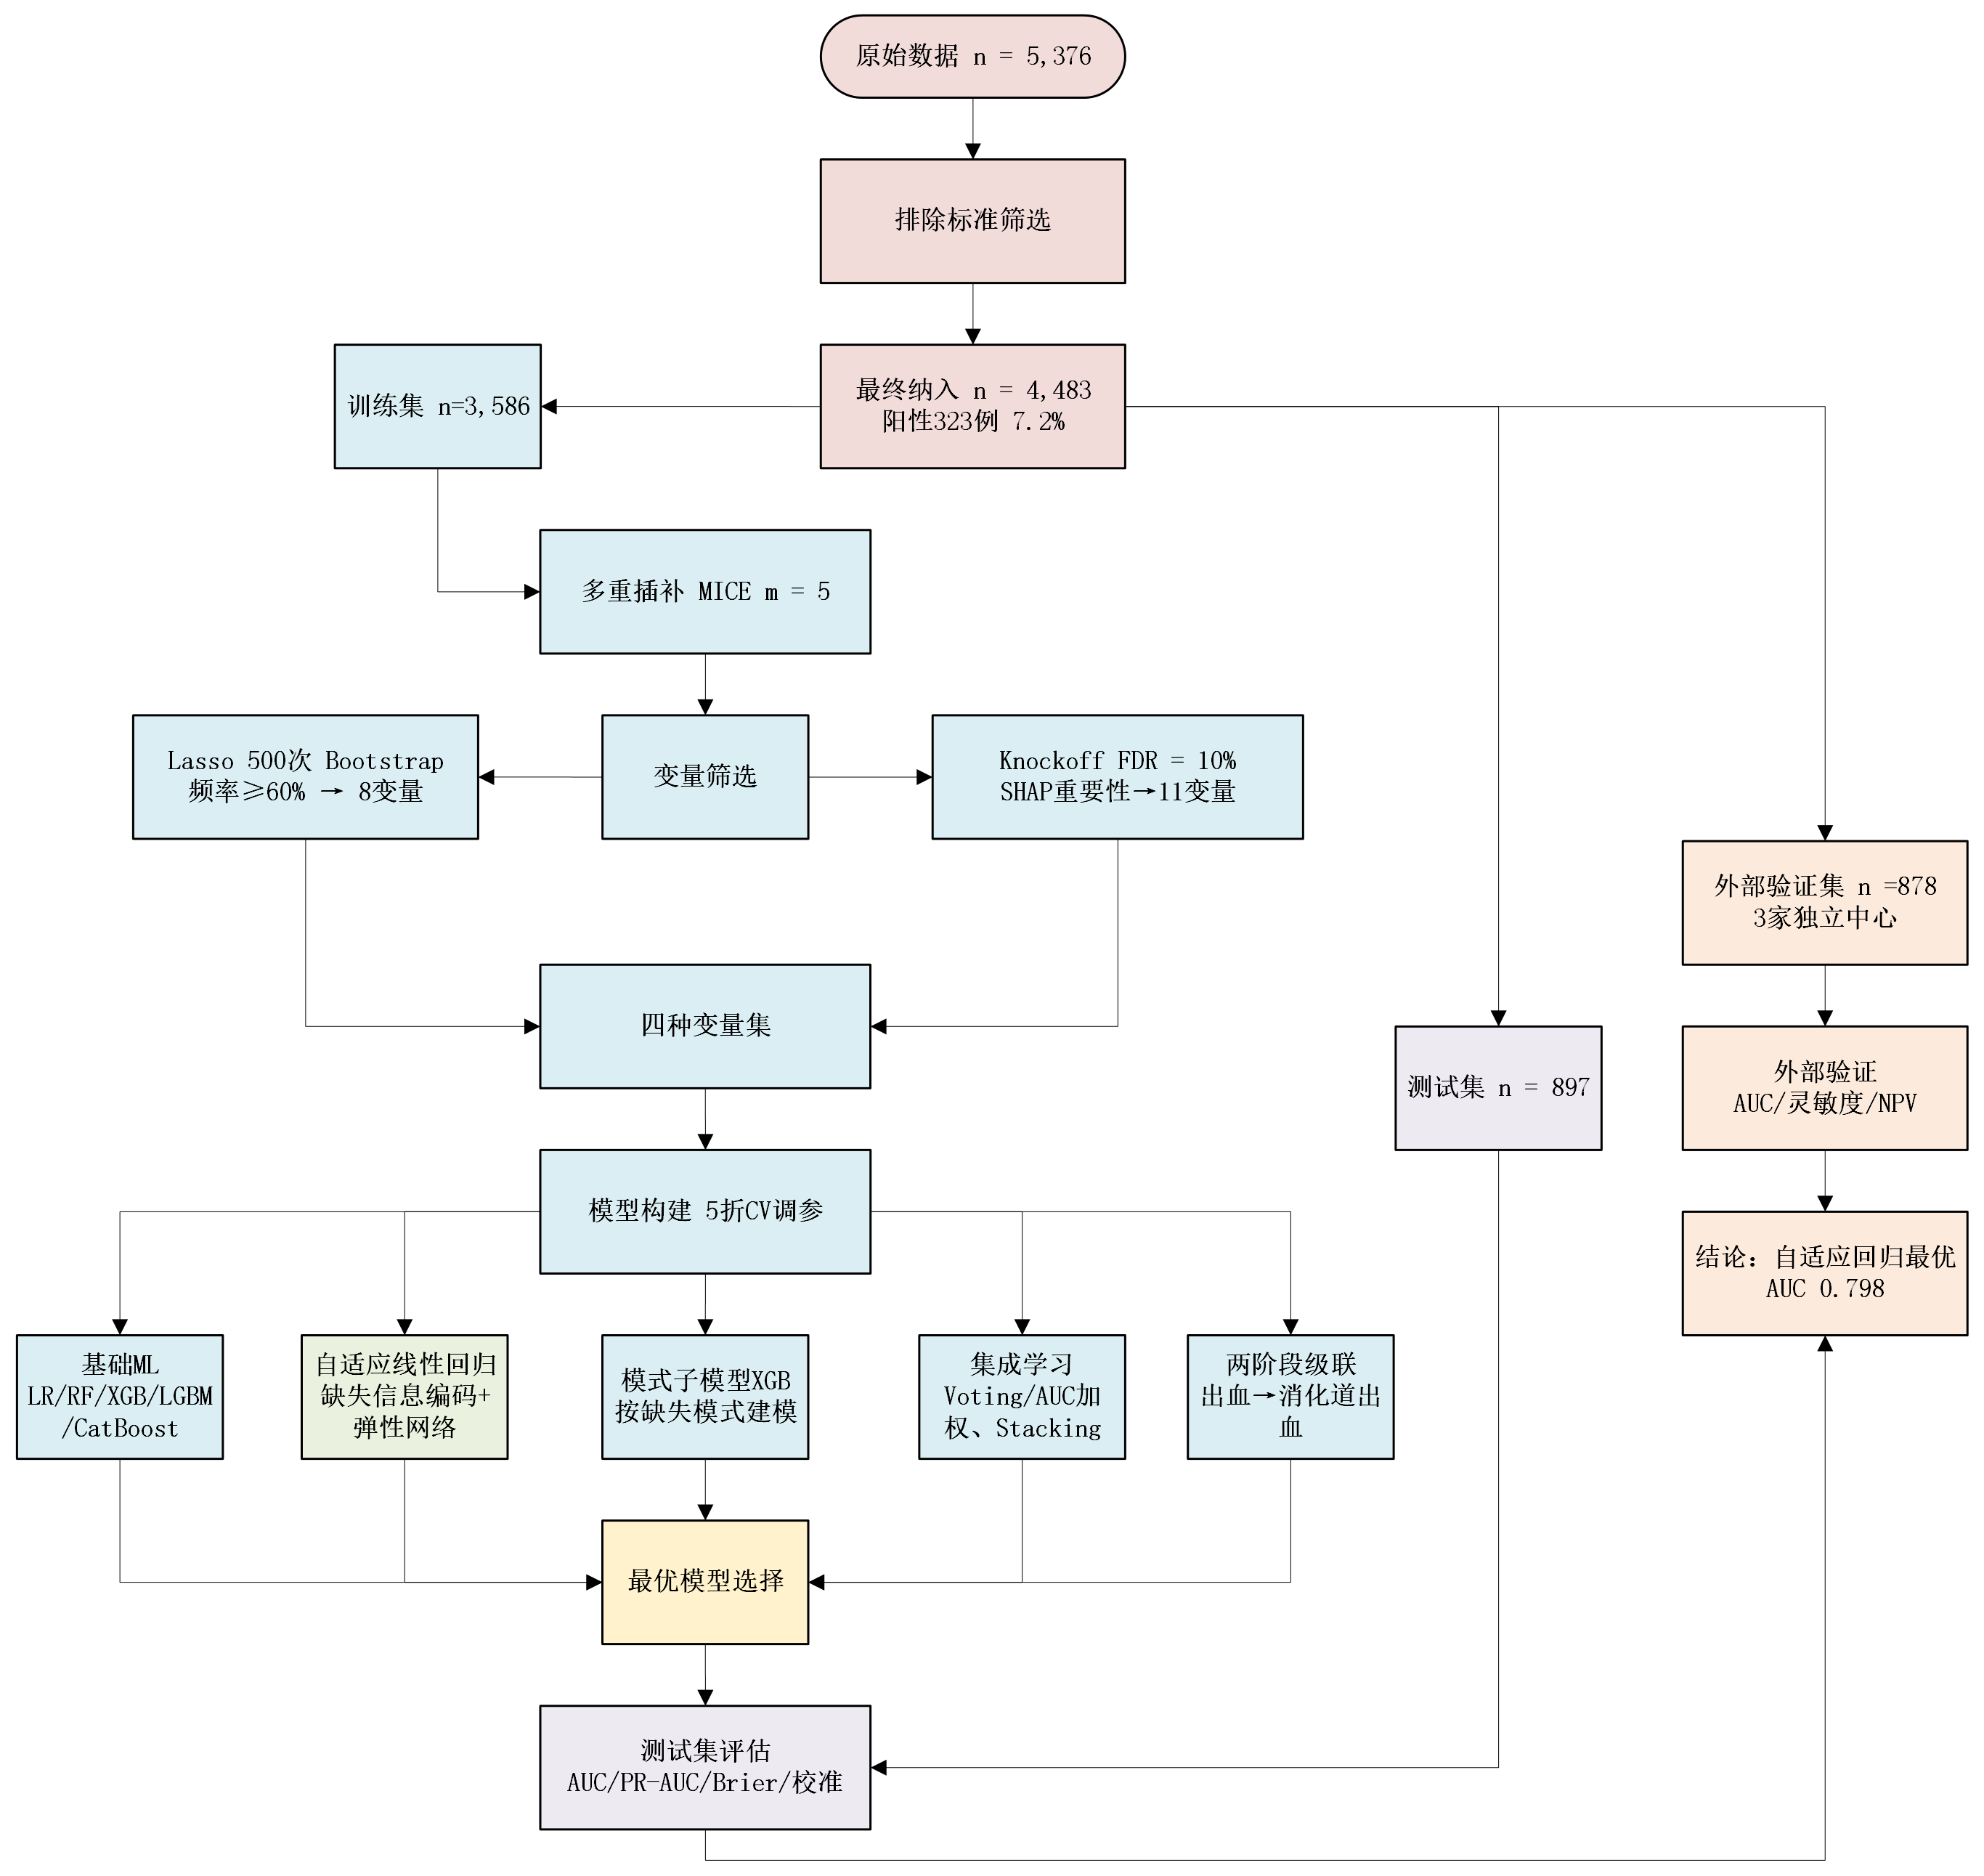 原始数据 n = 5,376
排除标准筛选
训练集 n=3,586
最终纳入 n = 4,483
阳性323例 7.2%
多重插补 MICE m = 5
Lasso 500次 Bootstrap
频率≥60% → 8变量
变量筛选
Knockoff FDR = 10%
SHAP重要性→11变量
外部验证集 n =878
3家独立中心
四种变量集
测试集 n = 897
外部验证
AUC/灵敏度/NPV
模型构建 5折CV调参
结论：自适应回归最优
AUC 0.798
基础ML
LR/RF/XGB/LGBM
/CatBoost
自适应线性回归
缺失信息编码+
弹性网络
模式子模型XGB
按缺失模式建模
集成学习
Voting/AUC加
权、Stacking
两阶段级联
出血→消化道出
血
最优模型选择
测试集评估
AUC/PR-AUC/Brier/校准